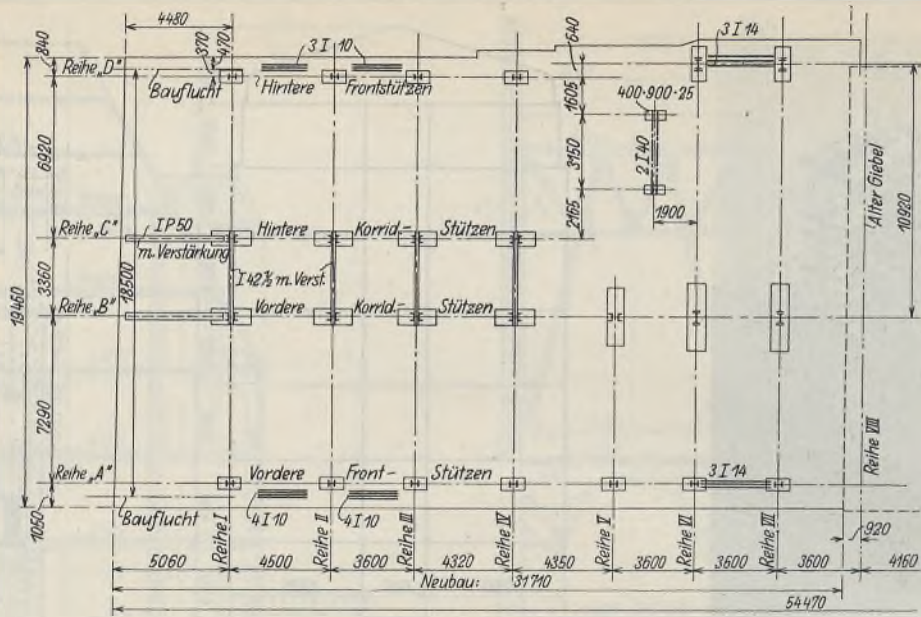 4480
840
370
470
3 I 10
640
3 I 14
Reihe „D"
Bauflucht
Hintere
Frontstützen
400·900·25
1605
6920
3150
2 I 40
Alter Giebel
10920
2165
1900
Reihe „C"
IP 50
m. Verstärkung
Hintere
Korrid.-
Stützen
19460
3360
18500
I 42½ m. Verst.
Reihe „B"
Vordere
Korrid.-
Stützen
7290
Reihe „A"
Vordere
Front-
Stützen
3 I 14
Reihe VIII
1050
Bauflucht
4 I 10
4 I 10
Reihe I
Reihe II
Reihe III
Reihe IV
Reihe V
Reihe VI
Reihe VII
920
5060
4500
3600
4320
4350
3600
3600
3600
4160
Neubau: 31710
54470